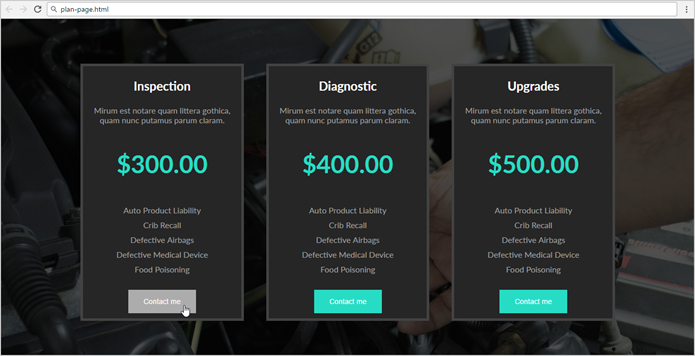 plan-page.html
Inspection
Mirum est notare quam littera gothica,
quam nunc putamus parum claram.
$300.00
Auto Product Liability
Crib Recall
Defective Airbags
Defective Medical Device
Food Poisoning
Contact me
Diagnostic
Mirum est notare quam littera gothica,
quam nunc putamus parum claram.
$400.00
Auto Product Liability
Crib Recall
Defective Airbags
Defective Medical Device
Food Poisoning
Contact me
Upgrades
Mirum est notare quam littera gothica,
quam nunc putamus parum claram.
$500.00
Auto Product Liability
Crib Recall
Defective Airbags
Defective Medical Device
Food Poisoning
Contact me